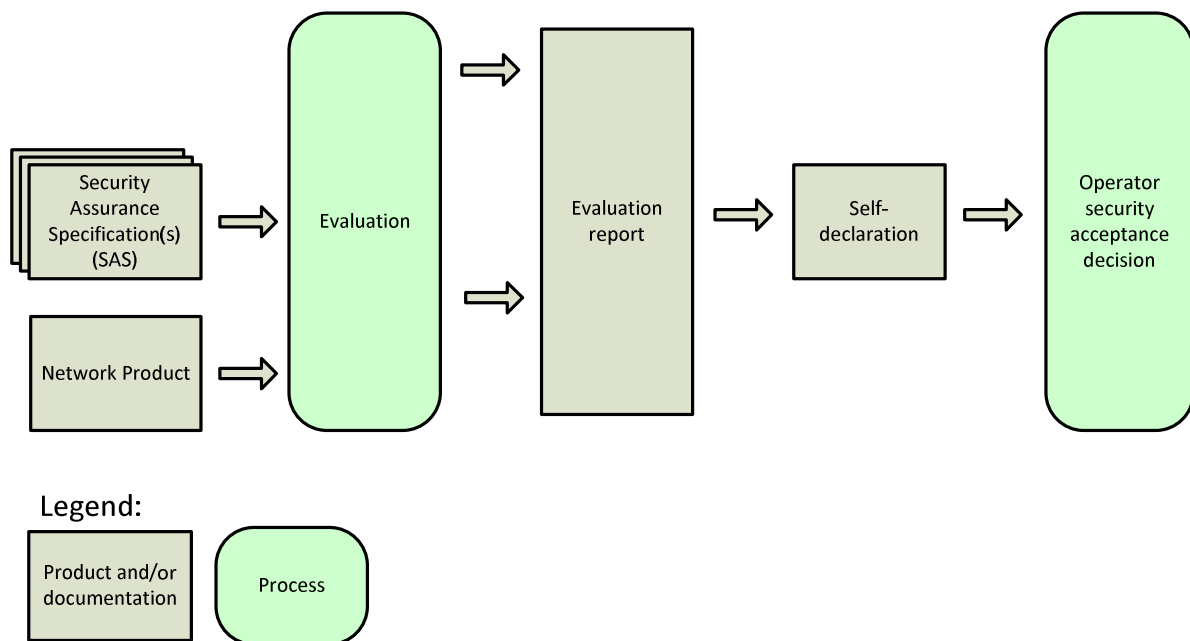 Security
Assurance
Specification(s)
(SAS)
Network Product
Evaluation
Evaluation
report
Self-
declaration
Operator
security
acceptance
decision
Legend:
Product and/or
documentation
Process